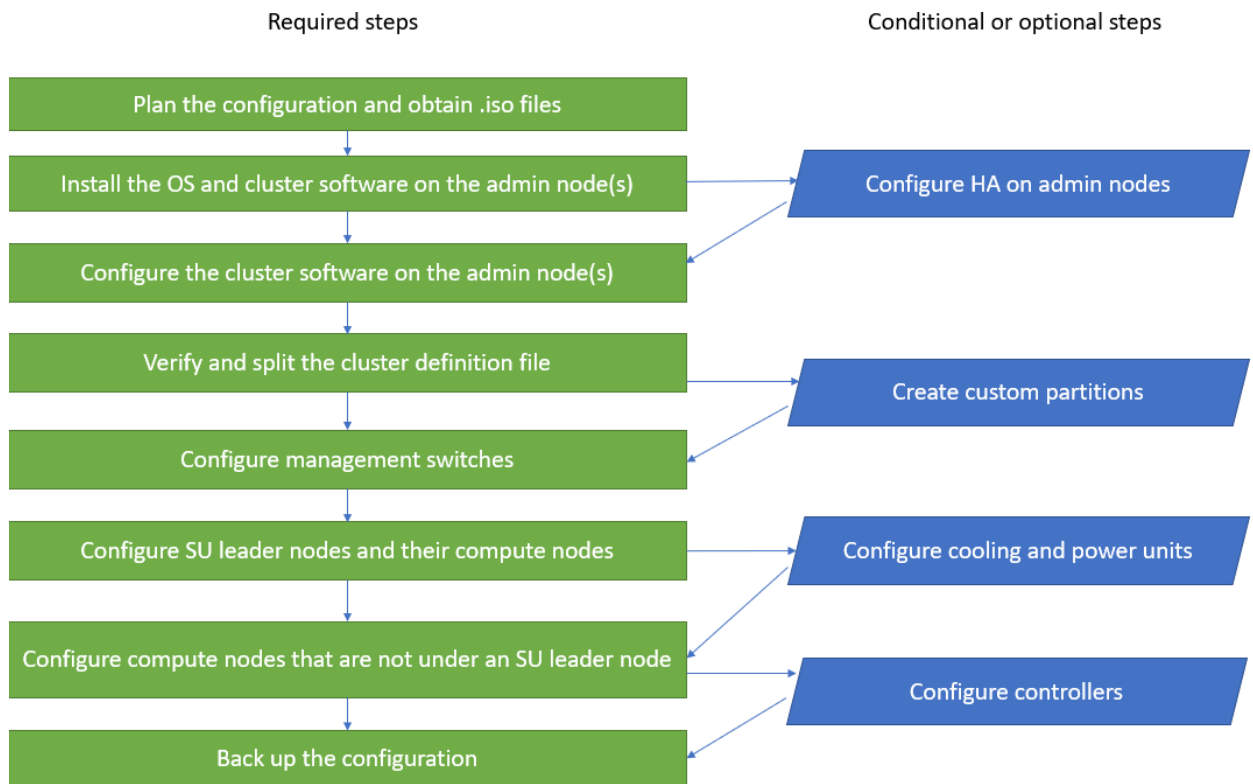 Required steps
Conditional or optional steps
Plan the configuration and obtain .iso files
Install the OS and cluster software on the admin node(s)
Configure HA on admin nodes
Configure the cluster software on the admin node(s)
Verify and split the cluster definition file
Create custom partitions
Configure management switches
Configure SU leader nodes and their compute nodes
Configure cooling and power units
Configure compute nodes that are not under an SU leader node
Configure controllers
Back up the configuration